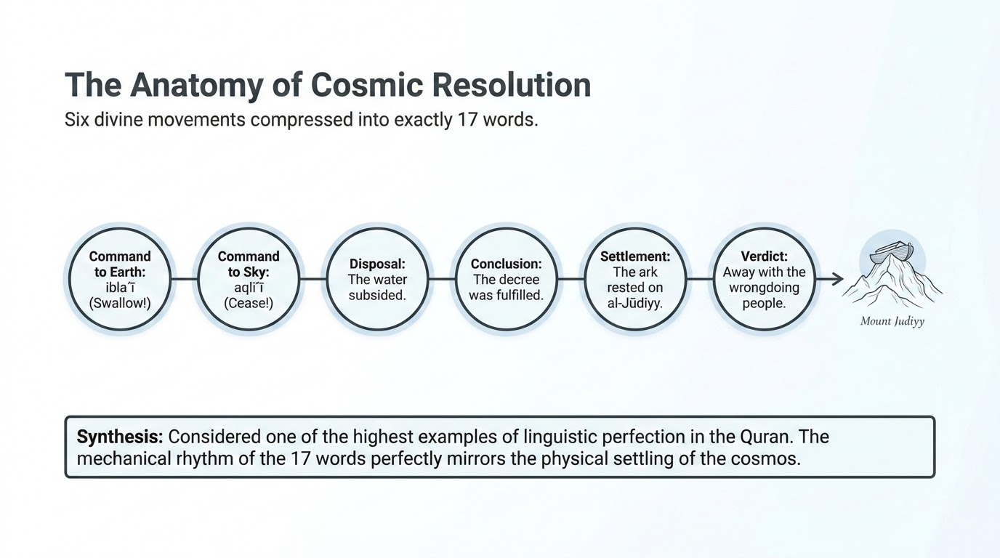 The Anatomy of Cosmic Resolution
Six divine movements compressed into exactly 17 words.
Command
to Earth:
iblaʿī
(Swallow!)
Command
to Sky:
aqliʿī
(Cease!)
Disposal:
The water
subsided.
Conclusion:
The decree
was fulfilled.
Settlement:
The ark
rested on
al-Jūdiyy.
Verdict:
Away with the
wrongdoing
people.
Mount Judiyy
Synthesis: Considered one of the highest examples of linguistic perfection in the Quran. The
mechanical rhythm of the 17 words perfectly mirrors the physical settling of the cosmos.